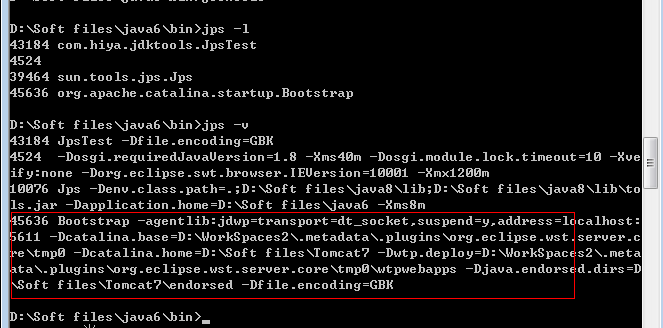 D:\Soft files\java6\bin>jps -l
43184 com.hiya.jdktools.JpsTest
4524
39464 sun.tools.jps.Jps
45636 org.apache.catalina.startup.Bootstrap
D:\Soft files\java6\bin>jps -v
43184 JpsTest -Dfile.encoding=GBK
4524  -Dosgi.requiredJavaVersion=1.8 -Xms40m -Dosgi.module.lock.timeout=10 -Xver
ify:none -Dorg.eclipse.swt.browser.IEVersion=10001 -Xmx1200m
10076 Jps -Denv.class.path=.;D:\Soft files\java8\lib;D:\Soft files\java8\lib\too
ls.jar -Dapplication.home=D:\Soft files\java6 -Xms8m
45636 Bootstrap -agentlib:jdwp=transport=dt_socket,suspend=y,address=localhost:
5611 -Dcatalina.base=D:\WorkSpaces2\.metadata\.plugins\org.eclipse.wst.server.co
re\tmp0 -Dcatalina.home=D:\Soft files\Tomcat7 -Dwtp.deploy=D:\WorkSpaces2\.metad
ata\.plugins\org.eclipse.wst.server.core\tmp0\wtpwebapps -Djava.endorsed.dirs=D:
\Soft files\Tomcat7\endorsed -Dfile.encoding=GBK
D:\Soft files\java6\bin>_